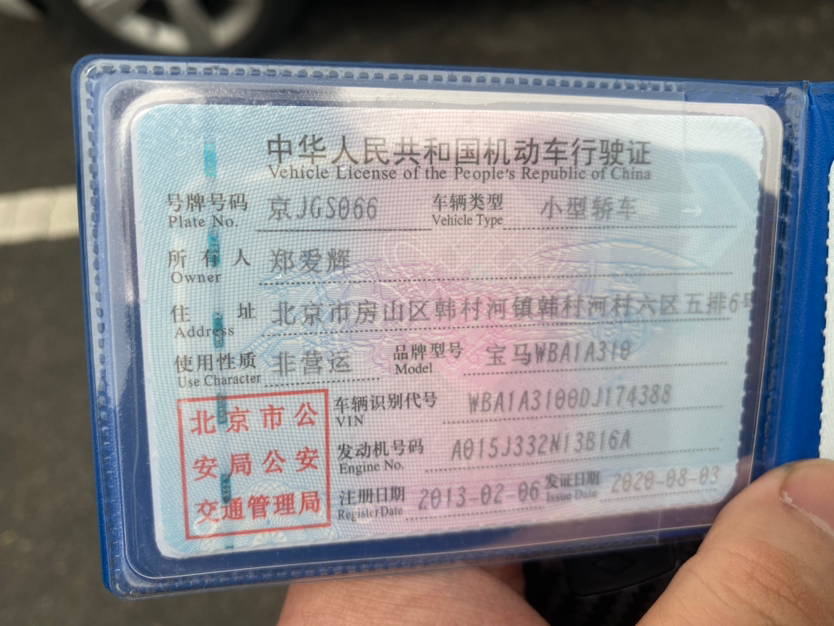 中华人民共和国机动车行驶证
Vehicle License of the People's Republic of China
号牌号码 京JGS066 车辆类型 小型轿车
Plate No. Vehicle Type
所有人 郑爱辉
Owner
住址 北京市房山区韩村河镇韩村河村六区五排6号
Address
使用性质 非营运 品牌型号 宝马WBA1A310
Use Character Model
北京市公
安局公安
交通管理局
车辆识别代号 WBA1A3100DJ174388
VIN
发动机号码 A015J332N13B16A
Engine No.
注册日期 2013-02-06 发证日期 2020-08-03
Register Date Issue Date